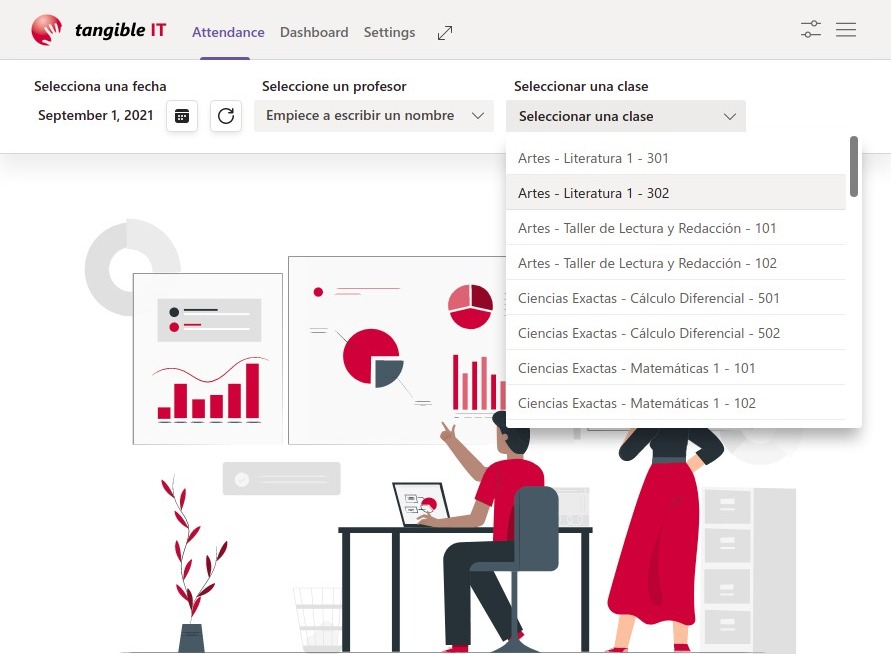 tangible IT
Attendance Dashboard Settings
Selecciona una fecha
September 1, 2021
Seleccione un profesor
Empiece a escribir un nombre
Seleccionar una clase
Seleccionar una clase
Artes - Literatura 1 - 301
Artes - Literatura 1 - 302
Artes - Taller de Lectura y Redacción - 101
Artes - Taller de Lectura y Redacción - 102
Ciencias Exactas - Cálculo Diferencial - 501
Ciencias Exactas - Cálculo Diferencial - 502
Ciencias Exactas - Matemáticas 1 - 101
Ciencias Exactas - Matemáticas 1 - 102